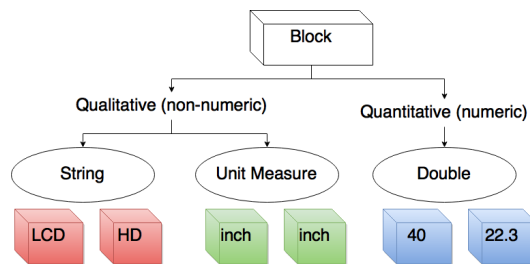 Block
Qualitative (non-numeric)
Quantitative (numeric)
String
Unit Measure
Double
LCD
HD
inch
inch
40
22.3